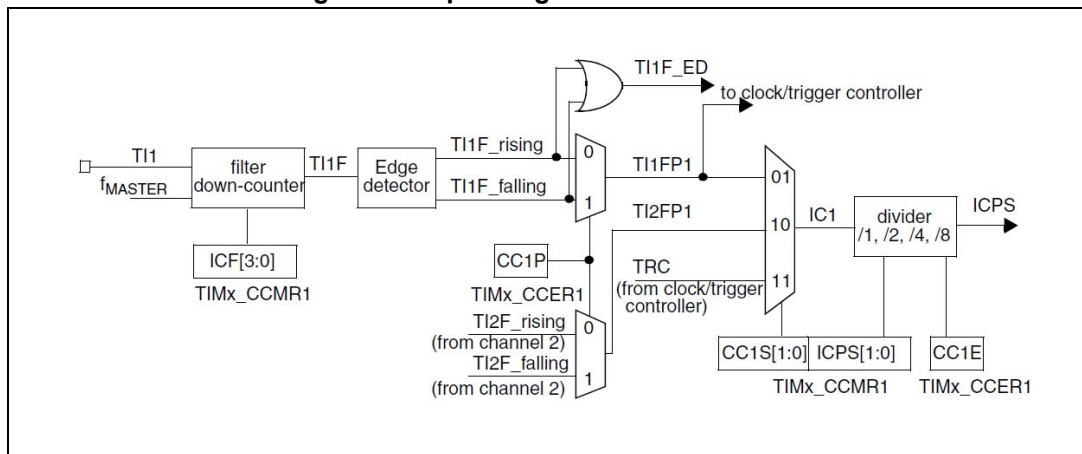 TI1F_ED
to clock/trigger controller
TI1
fMASTER
filter
down-counter
TI1F
Edge
detector
TI1F_rising
TI1F_falling
0
1
TI1FP1
TI2FP1
01
10
11
IC1
divider
/1, /2, /4, /8
ICPS
ICF[3:0]
TIMx_CCMR1
CC1P
TIMx_CCER1
TRC
(from clock/trigger
controller)
TI2F_rising
(from channel 2)
TI2F_falling
(from channel 2)
0
1
CC1S[1:0]
ICPS[1:0]
TIMx_CCMR1
CC1E
TIMx_CCER1